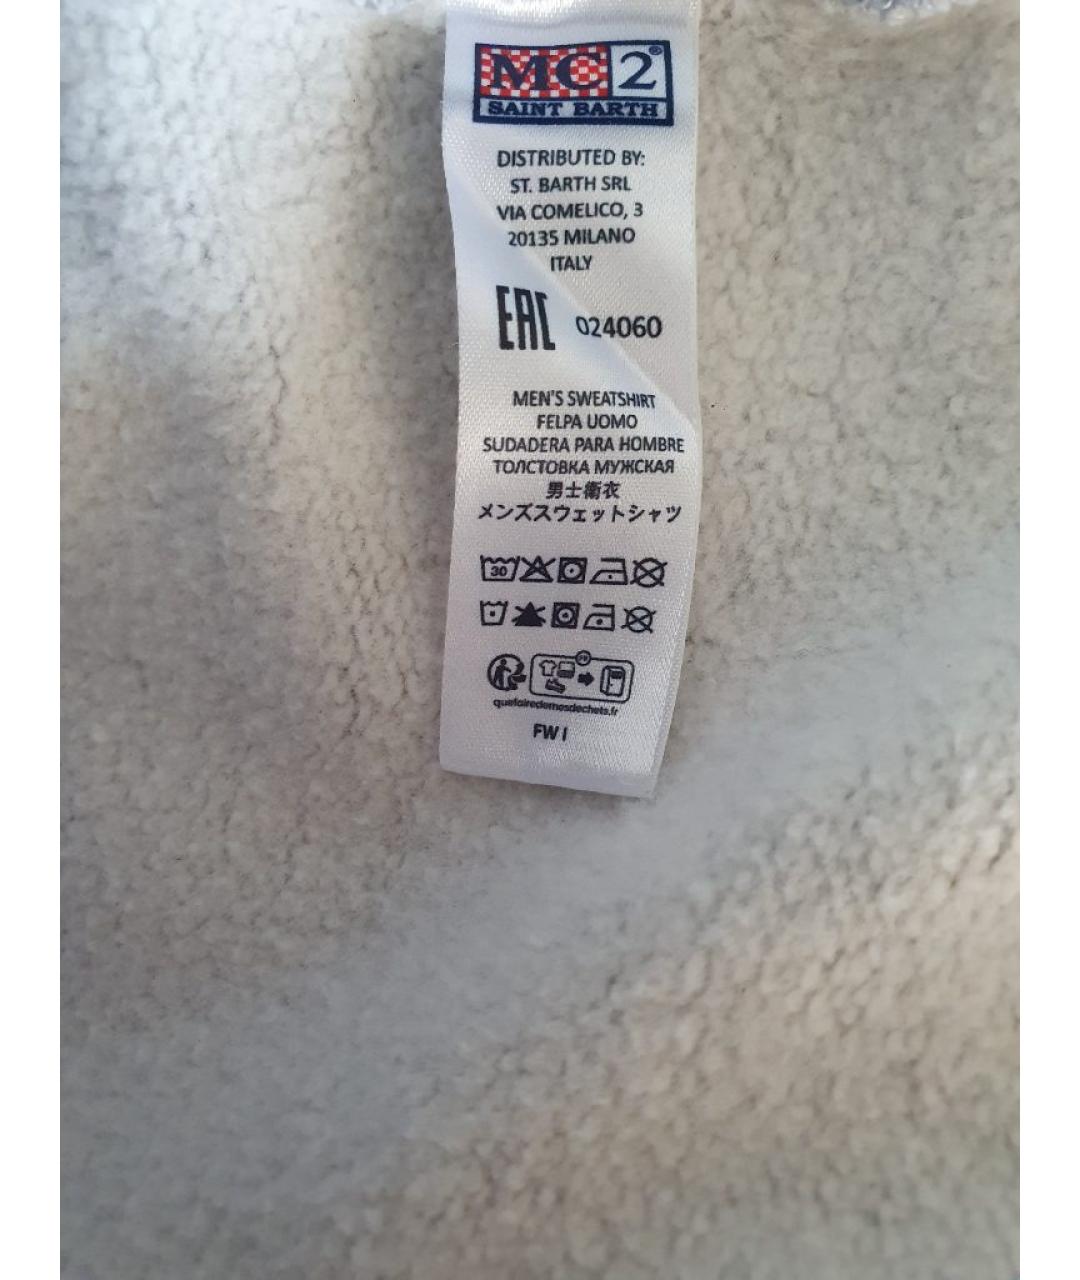 MC2®
SAINT BARTH
DISTRIBUTED BY:
ST. BARTH SRL
VIA COMELICO, 3
20135 MILANO
ITALY
EAC 024060
MEN'S SWEATSHIRT
FELPA UOMO
SUDADERA PARA HOMBRE
ТОЛСТОВКА МУЖСКАЯ
男士衛衣
メンズスウェットシャツ
30
FR
quefairedemesdechets.fr
FW I